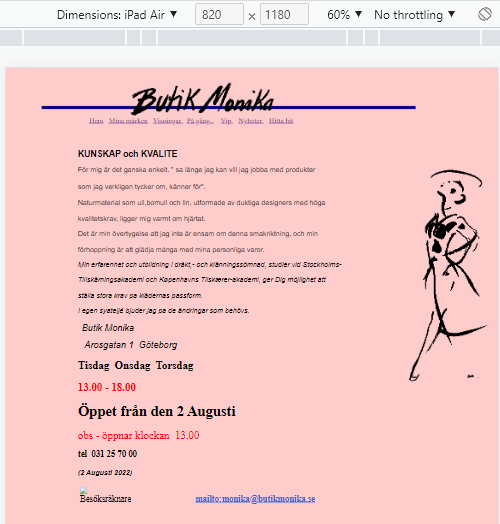 Dimensions: iPad Air ▼ 820 × 1180 60% ▼ No throttling ▼
Butik Monika
Hem Mina märken Visningar. På gång... Vip. Nyheter. Hitta hit
KUNSKAP och KVALITE
För mig är det ganska enkelt. " sa länge jag kan vill jag jobba med produkter
som jag verkligen tycker om, känner för".
Naturmaterial som ull,bomull och lin, utformade av duktiga designers med höga
kvalitetskrav, ligger mig varmt om hjärtat.
Det är min övertygelse att jag inte är ensam om denna smakriktning, och min
förhoppning är att glädja många med mina personliga varor.
Min erfarenhet och utbildning i dräkt,- och klänningssömnad, studier vid Stockholms-
Tillskärningsakademi och Køpenhavns Tilskærer-akademi, ger Dig möjlighet att
ställa stora krav pa klädernas passform.
I egen syateljé bjuder jag pa de ändringar som behövs.
Butik Monika
Arosgatan 1 Göteborg
Tisdag Onsdag Torsdag
13.00 - 18.00
Öppet från den 2 Augusti
obs - öppnar klockan 13.00
tel 031 25 70 00
(2 Augusti 2022)
Besöksräknare mailto:monika@butikmonika.se